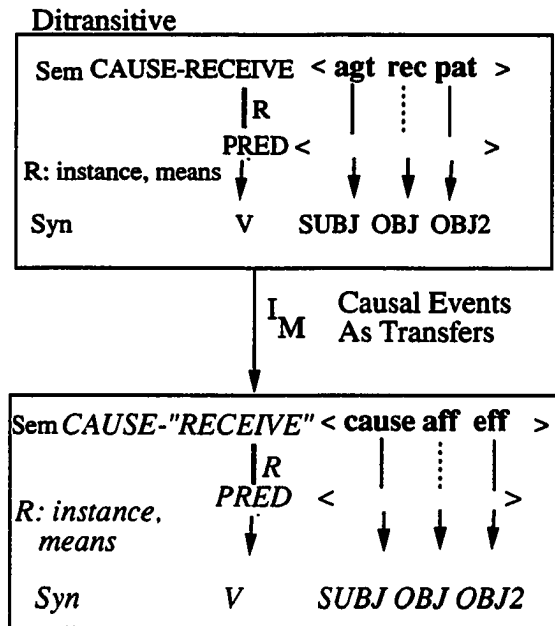 Ditransitive
Sem CAUSE-RECEIVE < agt rec pat >
R
PRED < >
R: instance, means
Syn V SUBJ OBJ OBJ2
I_M Causal Events
As Transfers
Sem CAUSE-"RECEIVE" < cause aff eff >
R
PRED < >
R: instance,
means
Syn V SUBJ OBJ OBJ2